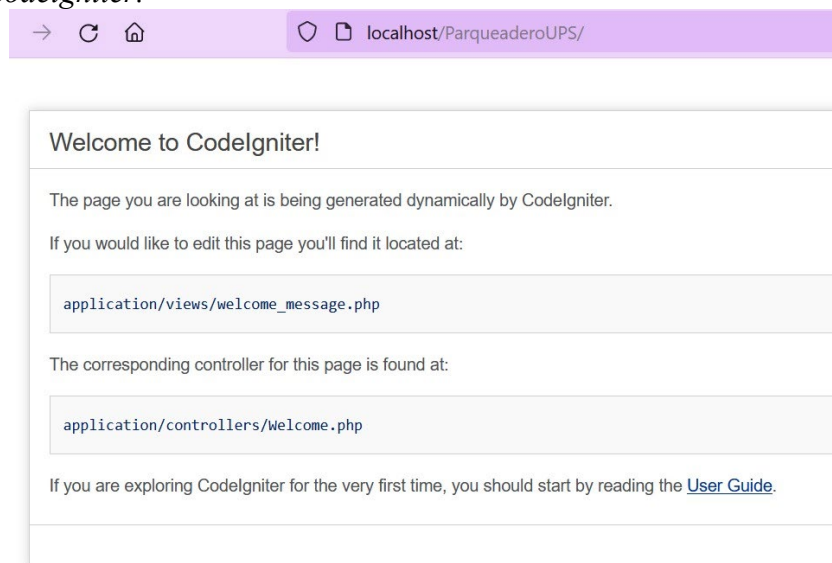 codeigniter.
localhost/ParqueaderoUPS/
Welcome to CodeIgniter!
The page you are looking at is being generated dynamically by CodeIgniter.
If you would like to edit this page you'll find it located at:
application/views/welcome_message.php
The corresponding controller for this page is found at:
application/controllers/Welcome.php
If you are exploring CodeIgniter for the very first time, you should start by reading the User Guide.